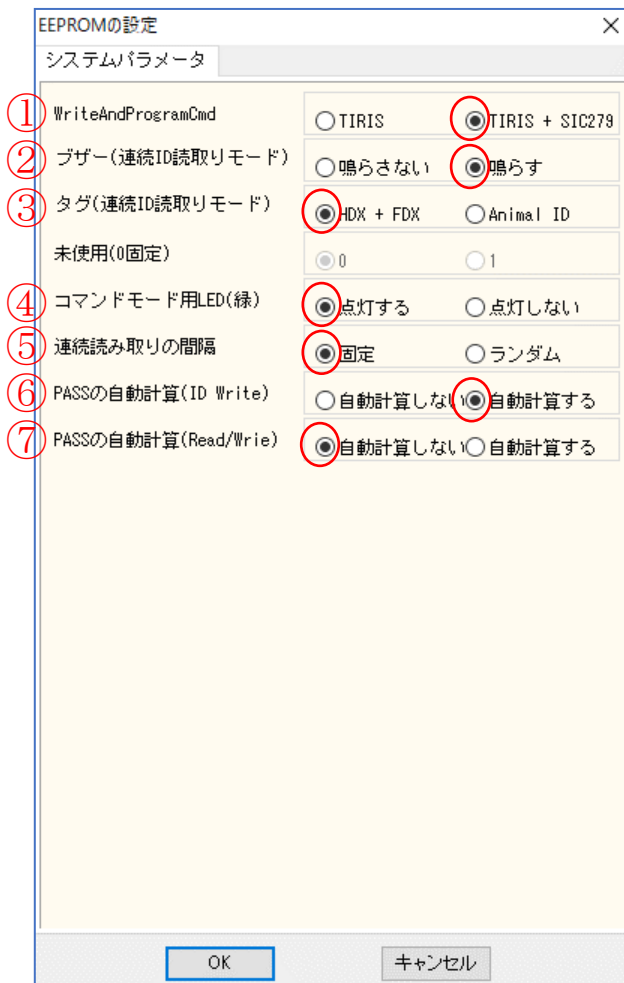 EEPROMの設定
システムパラメータ
① WriteAndProgramCmd TIRIS TIRIS + SIC279
② ブザー(連続ID読取りモード) 鳴らさない 鳴らす
③ タグ(連続ID読取りモード) HDX + FDX Animal ID
未使用(0固定) 0 1
④ コマンドモード用LED(緑) 点灯する 点灯しない
⑤ 連続読み取りの間隔 固定 ランダム
⑥ PASSの自動計算(ID Write) 自動計算しない 自動計算する
⑦ PASSの自動計算(Read/Wrie) 自動計算しない 自動計算する
OK キャンセル